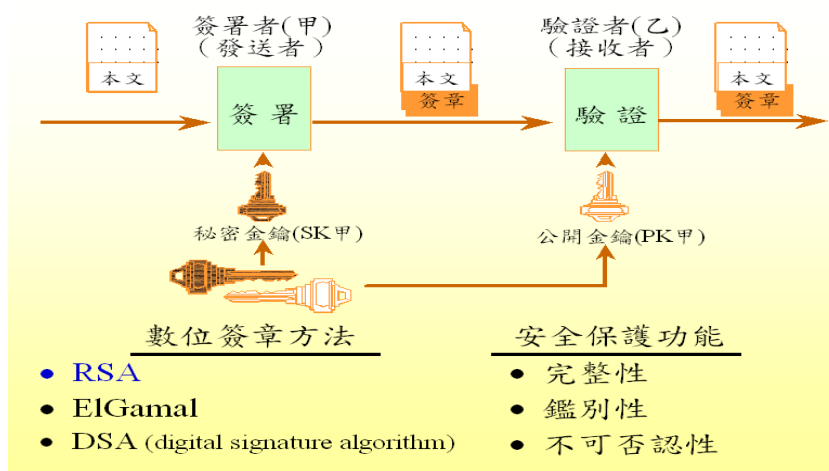 簽署者(甲)
(發送者)
驗證者(乙)
(接收者)
本文
本文
簽章
本文
簽章
簽署
驗證
秘密金鑰(SK甲)
公開金鑰(PK甲)
數位簽章方法
• RSA
• ElGamal
• DSA (digital signature algorithm)
安全保護功能
• 完整性
• 鑑別性
• 不可否認性